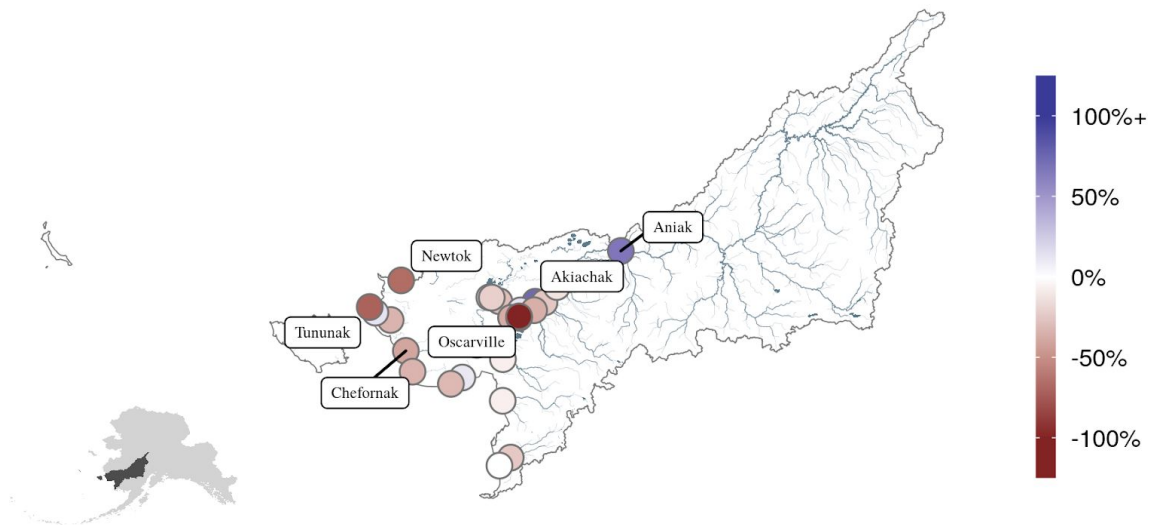 Aniak
Newtok
Akiachak
Tununak
Oscarville
Chefornak
100%+
50%
0%
-50%
-100%